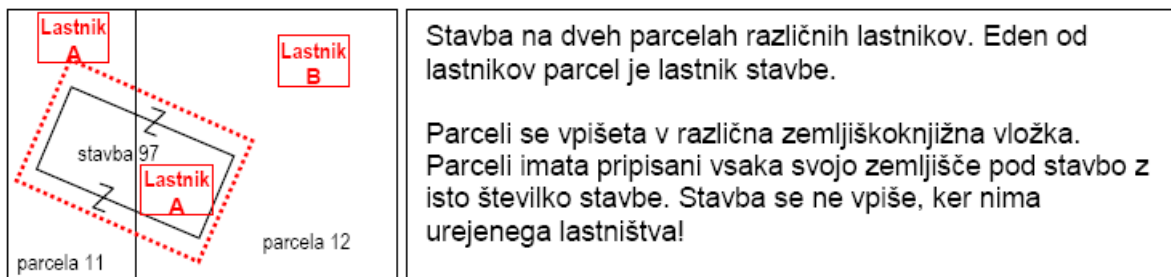 Lastnik
A
Lastnik
B
stavba 97
Lastnik
A
parcela 12
parcela 11
Stavba na dveh parcelah različnih lastnikov. Eden od
lastnikov parcel je lastnik stavbe.
Parceli se vpišeta v različna zemljiškoknjižna vložka.
Parceli imata pripisani vsaka svojo zemljišče pod stavbo z
isto številko stavbe. Stavba se ne vpiše, ker nima
urejenega lastništva!